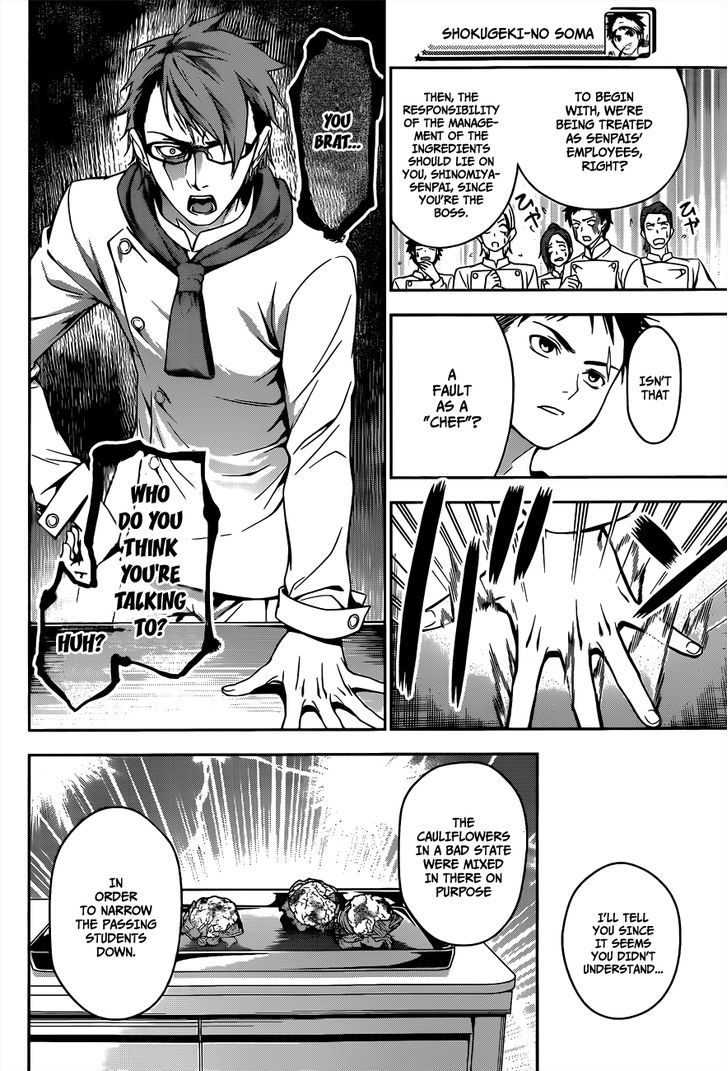 SHOKUGEKI-NO SOMA
TO BEGIN
WITH, WE'RE
BEING TREATED
AS SENPAIS'
EMPLOYEES,
RIGHT?
THEN, THE
RESPONSIBILITY
OF THE MANAGE-
MENT OF THE
INGREDIENTS
SHOULD LIE ON
YOU, SHINOMIYA-
SENPAI, SINCE
YOU'RE THE
BOSS.
ひや
ひゃ
ISN'T
THAT
A
FAULT
AS A
"CHEF"?
YOU
BRAT...
WHO
DO YOU
THINK
YOU'RE
TALKING
TO?
HUH?
I'LL TELL
YOU SINCE
IT SEEMS
YOU DIDN'T
UNDERSTAND...
THE
CAULIFLOWERS
IN A BAD STATE
WERE MIXED
IN THERE ON
PURPOSE
IN
ORDER
TO NARROW
THE PASSING
STUDENTS
DOWN.